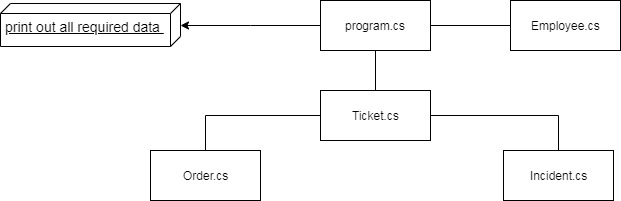 print out all required data
program.cs
Employee.cs
Ticket.cs
Order.cs
Incident.cs